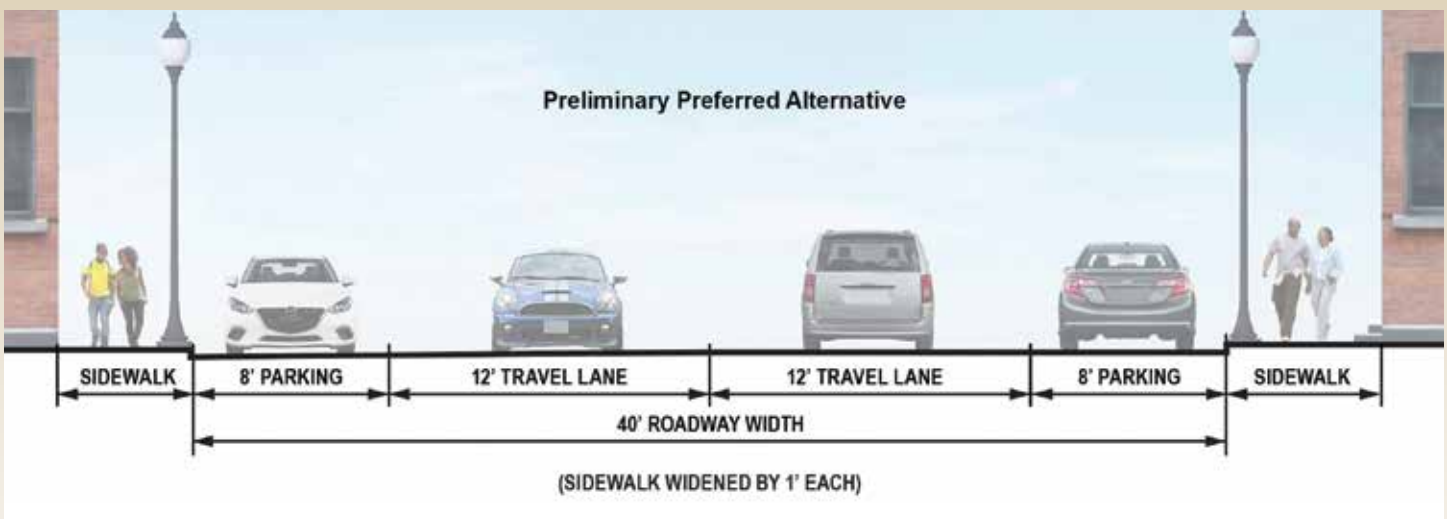 Preliminary Preferred Alternative
SIDEWALK
8' PARKING
12' TRAVEL LANE
12' TRAVEL LANE
8' PARKING
SIDEWALK
40' ROADWAY WIDTH
(SIDEWALK WIDENED BY 1' EACH)